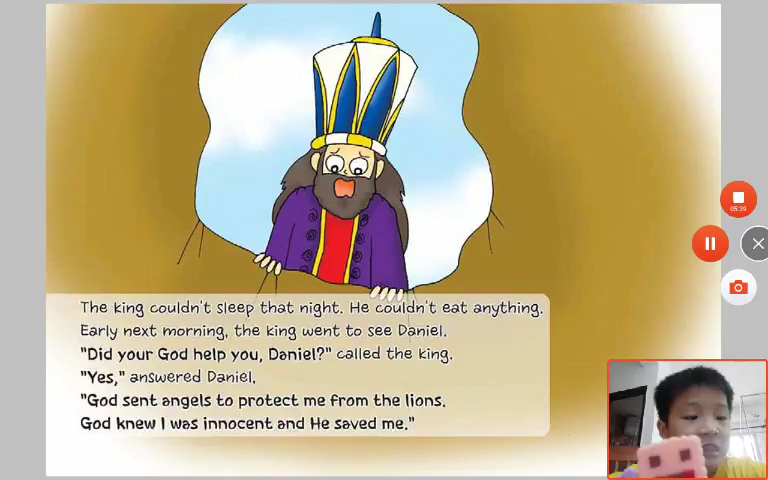 The king couldn't sleep that night. He couldn't eat anything.
Early next morning, the king went to see Daniel.
"Did your God help you, Daniel?" called the king.
"Yes," answered Daniel.
"God sent angels to protect me from the lions.
God knew I was innocent and He saved me."
05:39